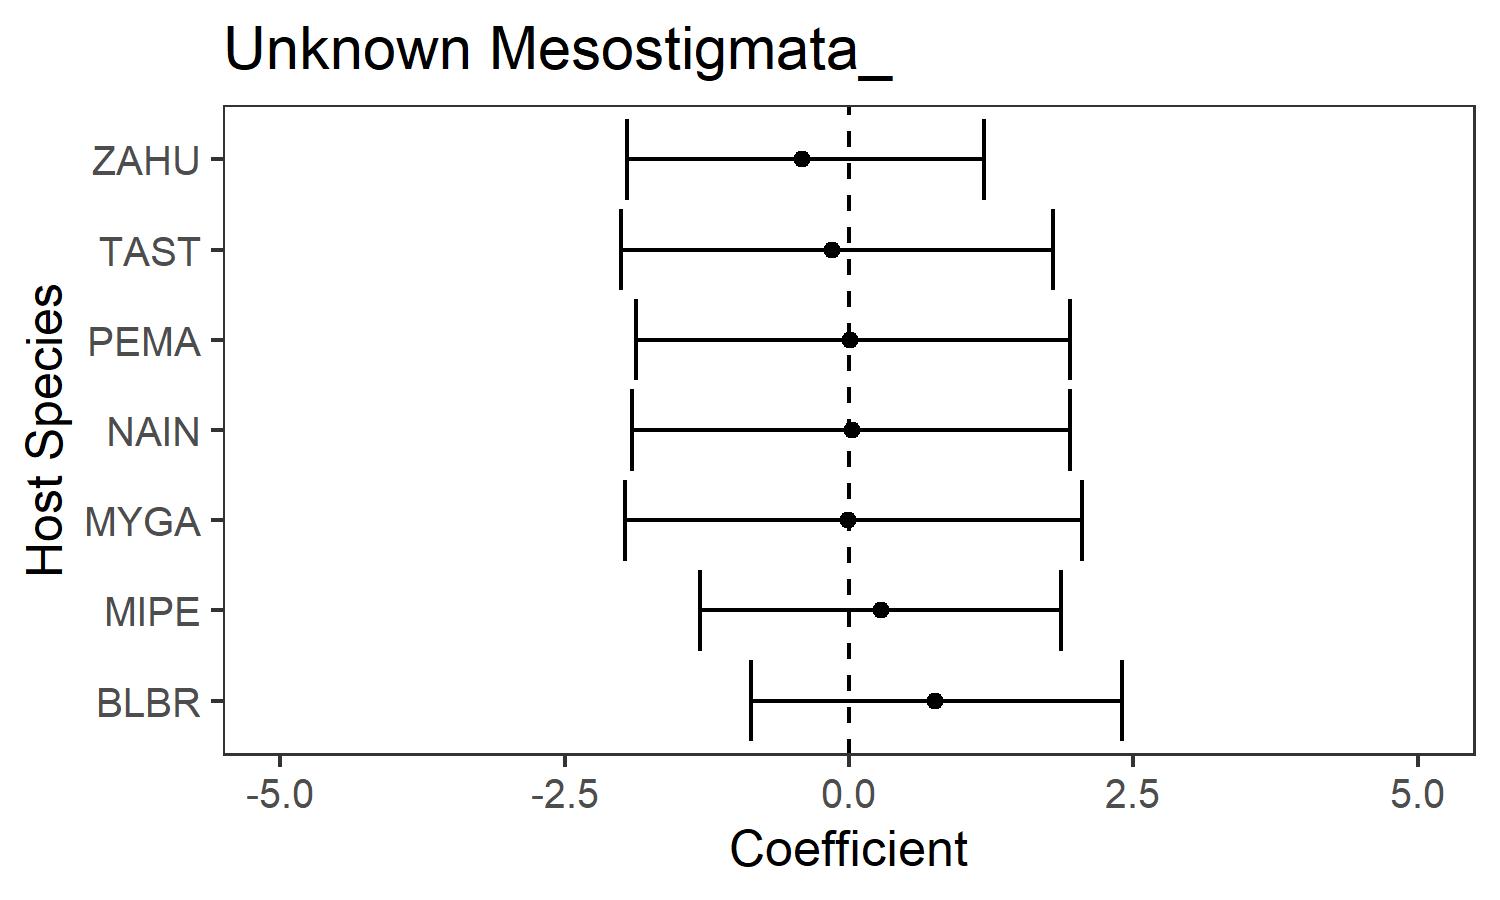 Unknown Mesostigmata_
Host Species
ZAHU
TAST
PEMA
NAIN
MYGA
MIPE
BLBR
-5.0 -2.5 0.0 2.5 5.0
Coefficient